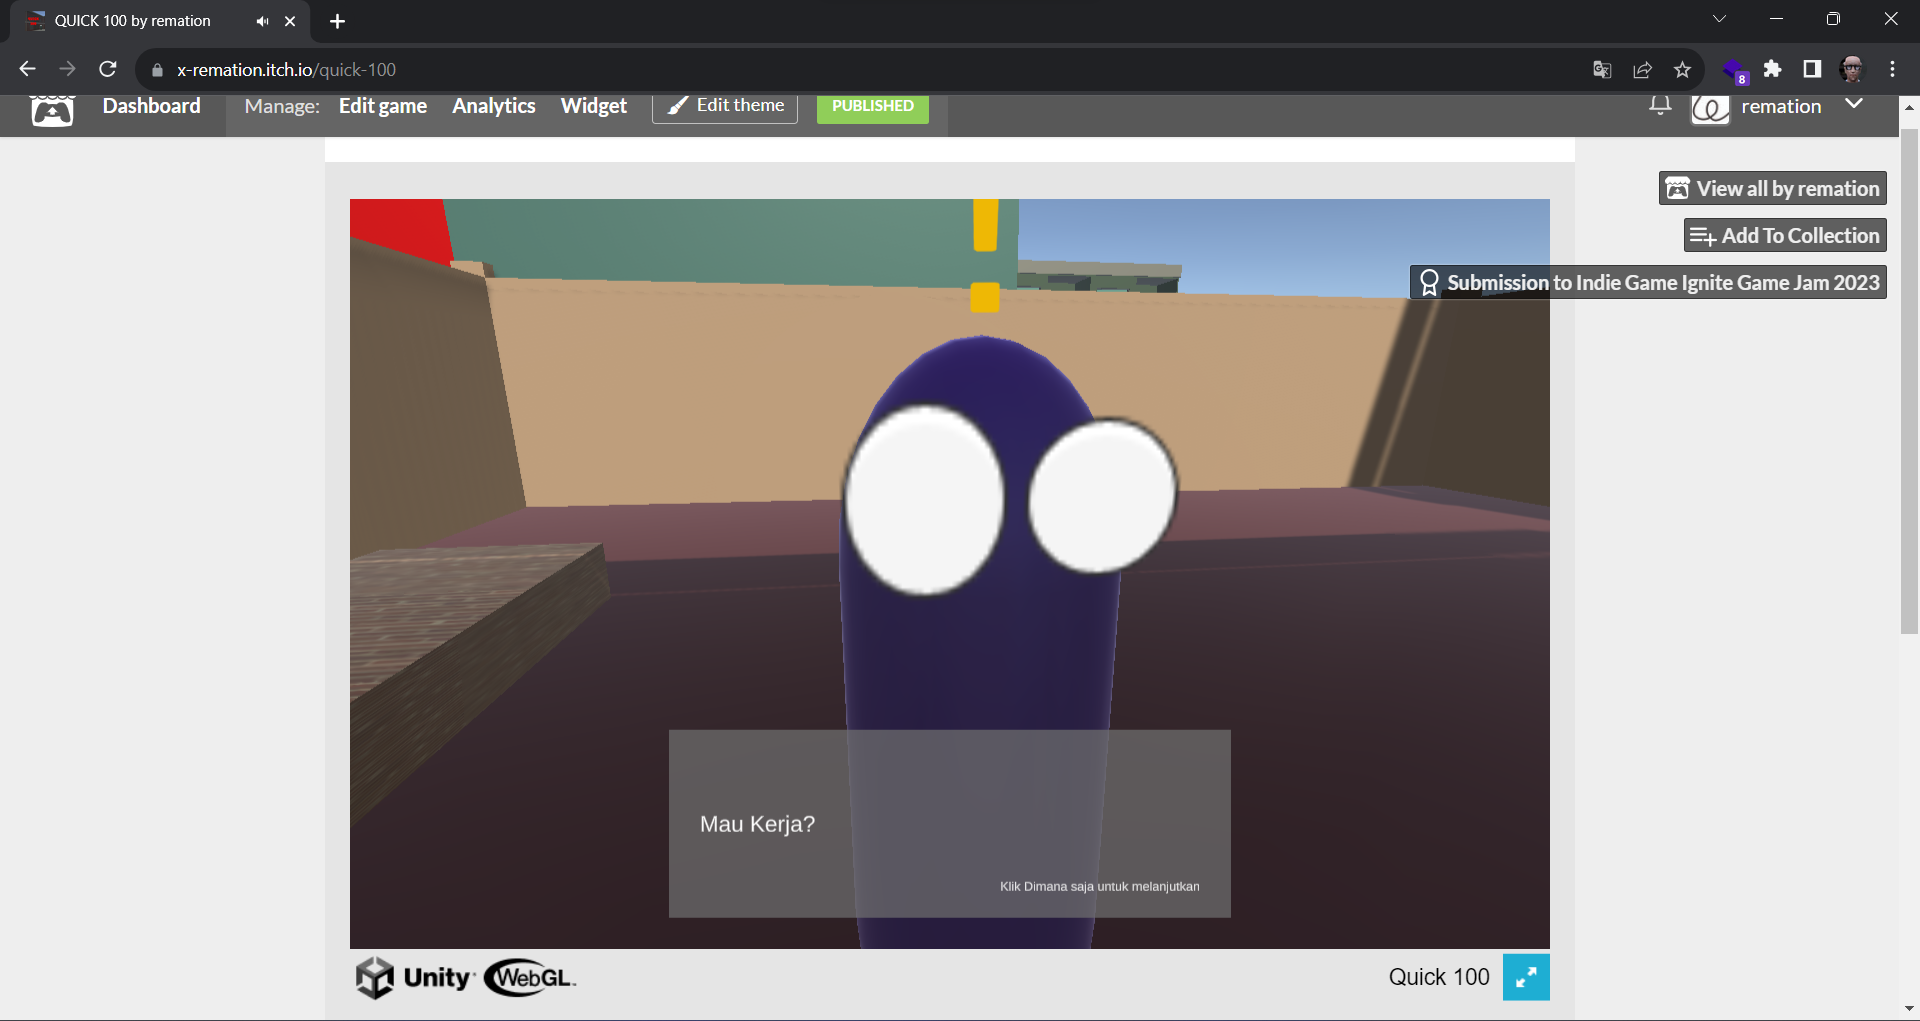 QUICK 100 by remation
x-remation.itch.io/quick-100
8
Dashboard Manage: Edit game Analytics Widget Edit theme PUBLISHED remation
View all by remation
Add To Collection
Submission to Indie Game Ignite Game Jam 2023
Mau Kerja?
Klik Dimana saja untuk melanjutkan
Unity WebGL Quick 100